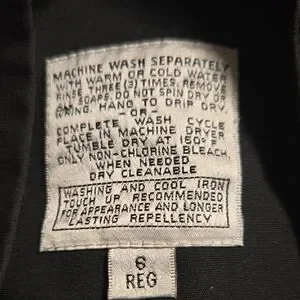 MACHINE WASH SEPARATELY
WITH WARM OR COLD WATER
RINSE THREE (3) TIMES, REMOVE
ALL SOAPS. DO NOT SPIN DRY OR
WRING, HANG TO DRIP DRY.
-OR-
COMPLETE WASH CYCLE
PLACE IN MACHINE DRYER
TUMBLE DRY AT 150°F
ONLY NON-CHLORINE BLEACH,
WHEN NEEDED
DRY CLEANABLE
WASHING AND COOL IRON
TOUCH UP RECOMMENDED
FOR APPEARANCE AND LONGER
LASTING REPELLENCY
6
REG